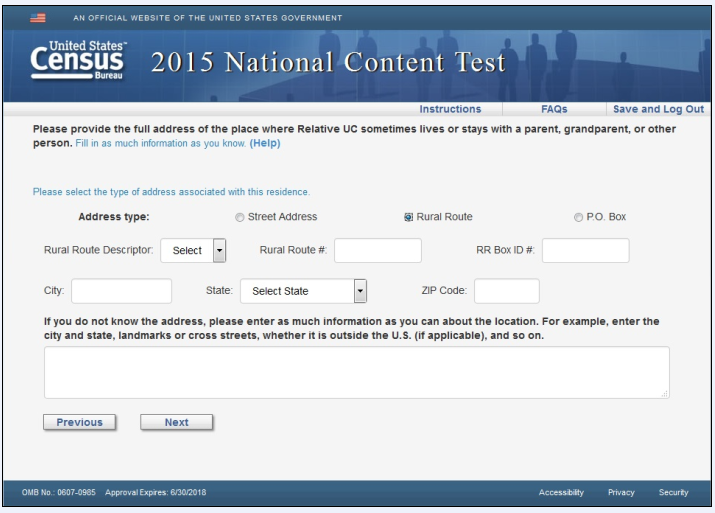 AN OFFICIAL WEBSITE OF THE UNITED STATES GOVERNMENT
United States™
Census
Bureau
2015 National Content Test
Instructions FAQs Save and Log Out
Please provide the full address of the place where Relative UC sometimes lives or stays with a parent, grandparent, or other
person. Fill in as much information as you know. (Help)
Please select the type of address associated with this residence.
Address type: Street Address Rural Route P.O. Box
Rural Route Descriptor: Select Rural Route #: RR Box ID #:
City: State: Select State ZIP Code:
If you do not know the address, please enter as much information as you can about the location. For example, enter the
city and state, landmarks or cross streets, whether it is outside the U.S. (if applicable), and so on.
Previous Next
OMB No.: 0607-0985 Approval Expires: 6/30/2018 Accessibility Privacy Security